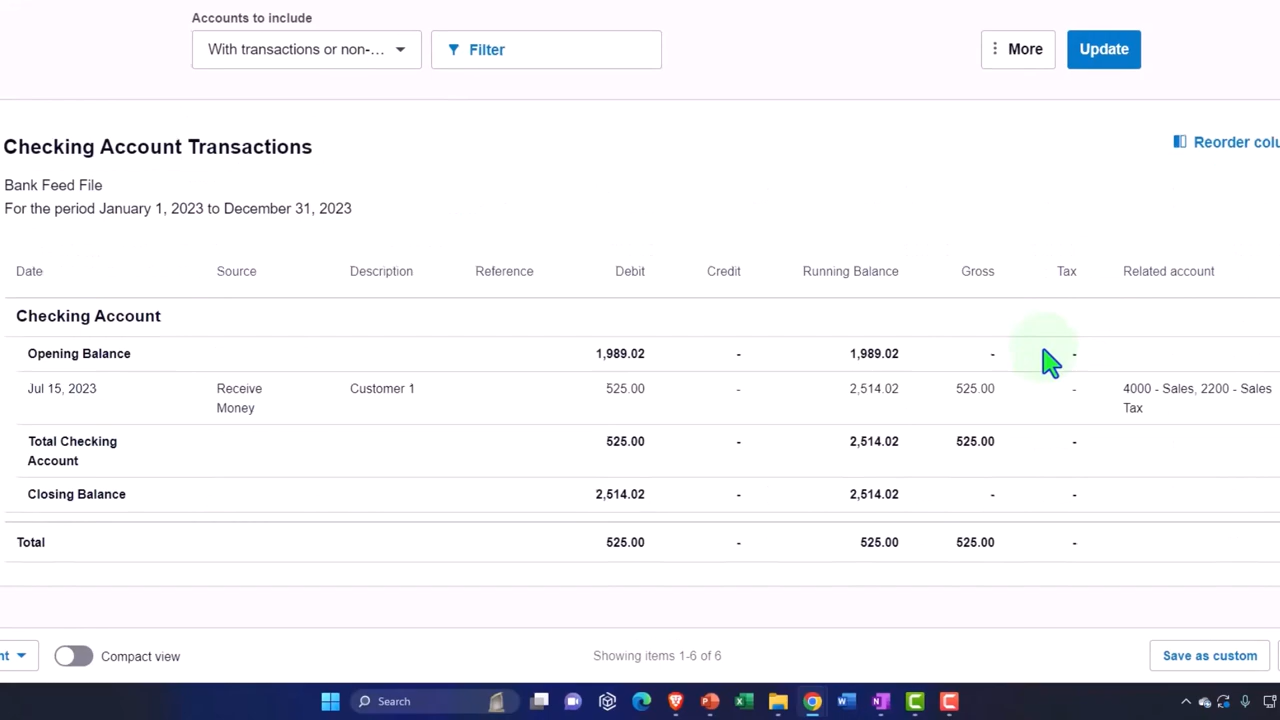 Accounts to include
With transactions or non-...
Filter
More
Update
Checking Account Transactions
Reorder colu
Bank Feed File
For the period January 1, 2023 to December 31, 2023
Date Source Description Reference Debit Credit Running Balance Gross Tax Related account
Checking Account
Opening Balance 1,989.02 - 1,989.02 - -
Jul 15, 2023 Receive Money Customer 1 525.00 - 2,514.02 525.00 - 4000 - Sales, 2200 - Sales Tax
Total Checking Account 525.00 - 2,514.02 525.00 -
Closing Balance 2,514.02 - 2,514.02 - -
Total 525.00 - 525.00 525.00 -
nt
Compact view
Showing items 1-6 of 6
Save as custom
Search